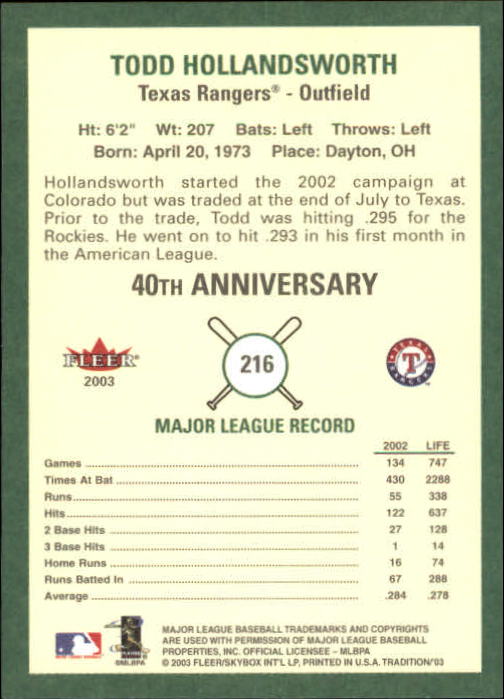 TODD HOLLANDSWORTH
Texas Rangers® - Outfield
Ht: 6'2" Wt: 207 Bats: Left Throws: Left
Born: April 20, 1973 Place: Dayton, OH
Hollandsworth started the 2002 campaign at
Colorado but was traded at the end of July to Texas.
Prior to the trade, Todd was hitting .295 for the
Rockies. He went on to hit .293 in his first month in
the American League.
40TH ANNIVERSARY
FLEER®
2003
216
TEXAS
T
RANGERS
MAJOR LEAGUE RECORD
2002 LIFE
Games 134 747
Times At Bat 430 2288
Runs 55 338
Hits 122 637
2 Base Hits 27 128
3 Base Hits 1 14
Home Runs 16 74
Runs Batted In 67 288
Average .284 .278
©MLBPA
MAJOR LEAGUE BASEBALL TRADEMARKS AND COPYRIGHTS
ARE USED WITH PERMISSION OF MAJOR LEAGUE BASEBALL
PROPERTIES, INC. OFFICIAL LICENSEE – MLBPA
© 2003 FLEER/SKYBOX INT'L LP, PRINTED IN U.S.A. TRADITION'03